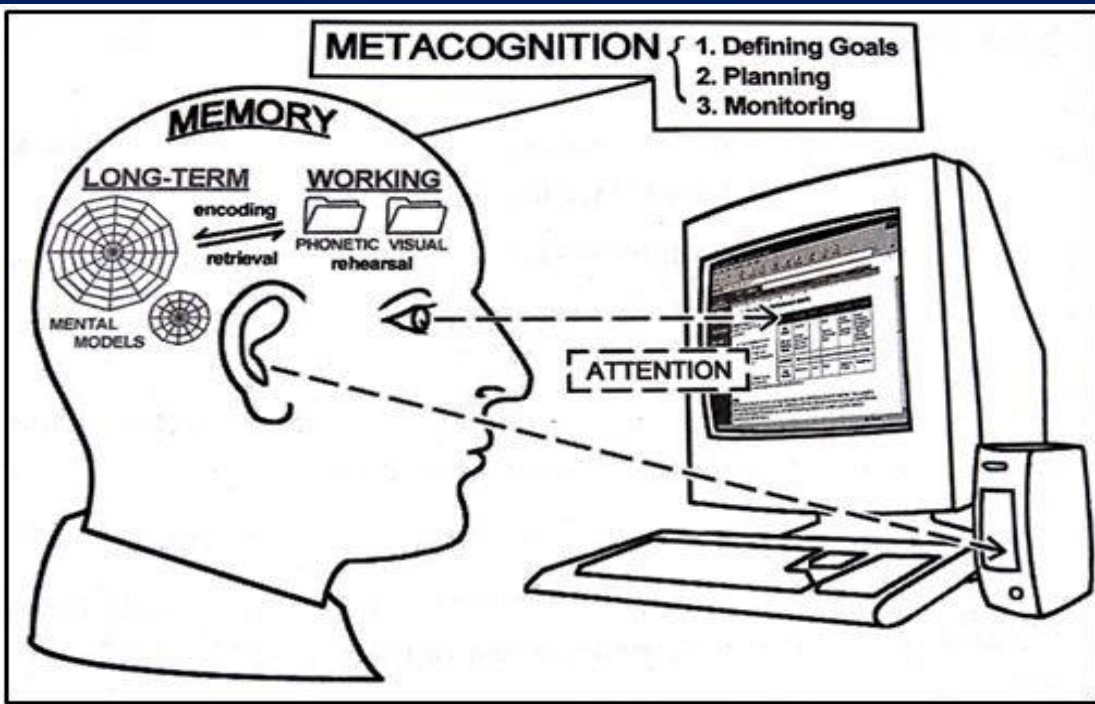 METACOGNITION
1. Defining Goals
2. Planning
3. Monitoring
MEMORY
LONG-TERM
WORKING
encoding
retrieval
PHONETIC VISUAL
rehearsal
MENTAL
MODELS
ATTENTION